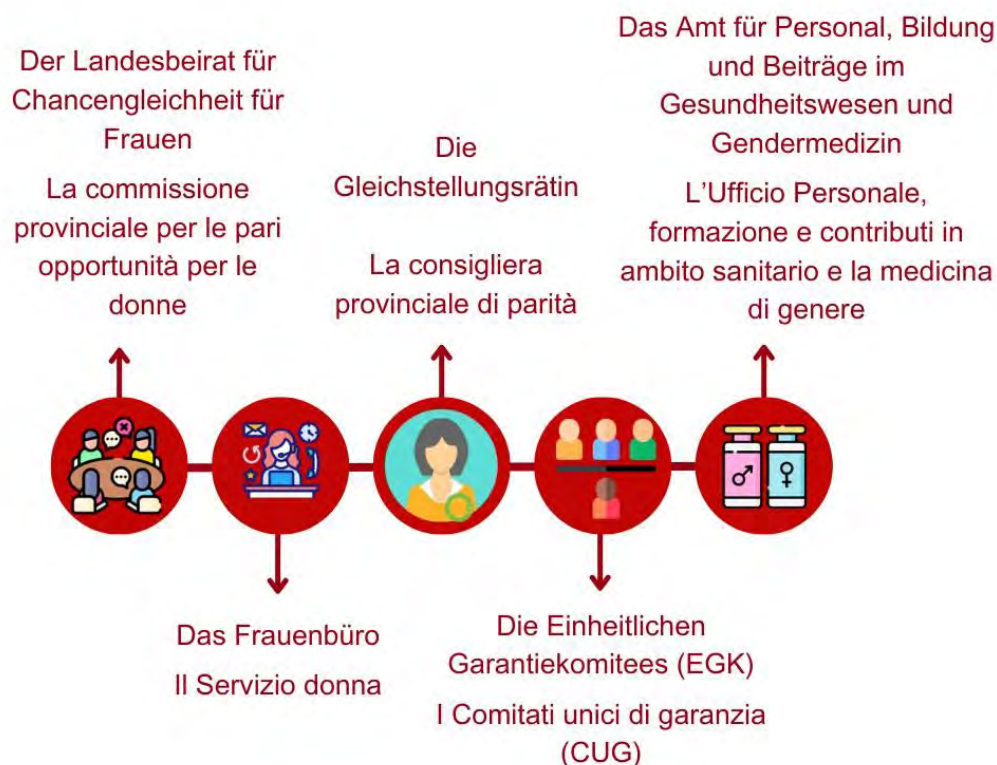 Der Landesbeirat für
Chancengleichheit für
Frauen
La commissione
provinciale per le pari
opportunità per le
donne
Die
Gleichstellungsrätin
La consigliera
provinciale di parità
Das Amt für Personal, Bildung
und Beiträge im
Gesundheitswesen und
Gendermedizin
L'Ufficio Personale,
formazione e contributi in
ambito sanitario e la medicina
di genere
Das Frauenbüro
Il Servizio donna
Die Einheitlichen
Garantiekomitees (EGK)
I Comitati unici di garanzia
(CUG)